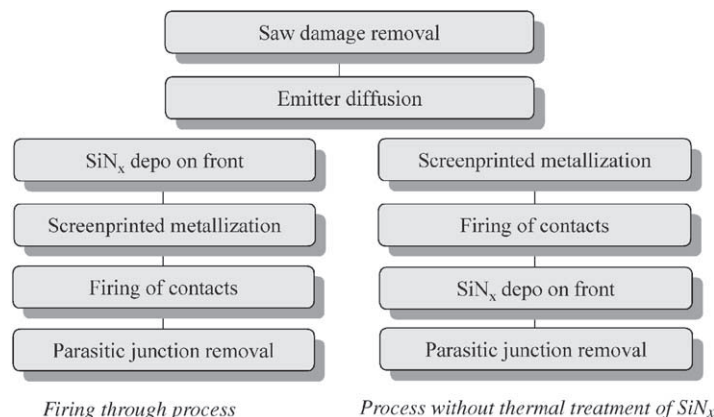 Saw damage removal
Emitter diffusion
SiNₓ depo on front
Screenprinted metallization
Firing of contacts
Parasitic junction removal
Firing through process
Screenprinted metallization
Firing of contacts
SiNₓ depo on front
Parasitic junction removal
Process without thermal treatment of SiNₓ